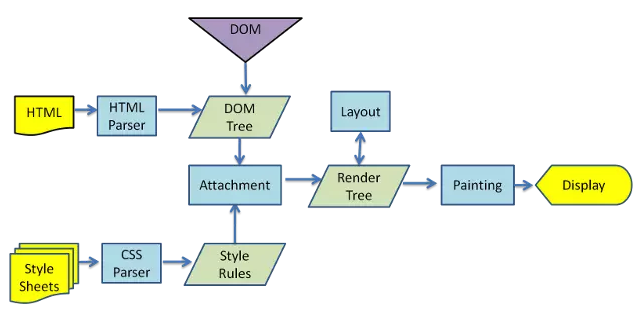 DOM
HTML
HTML
Parser
DOM
Tree
Layout
Attachment
Render
Tree
Painting
Display
Style
Sheets
CSS
Parser
Style
Rules